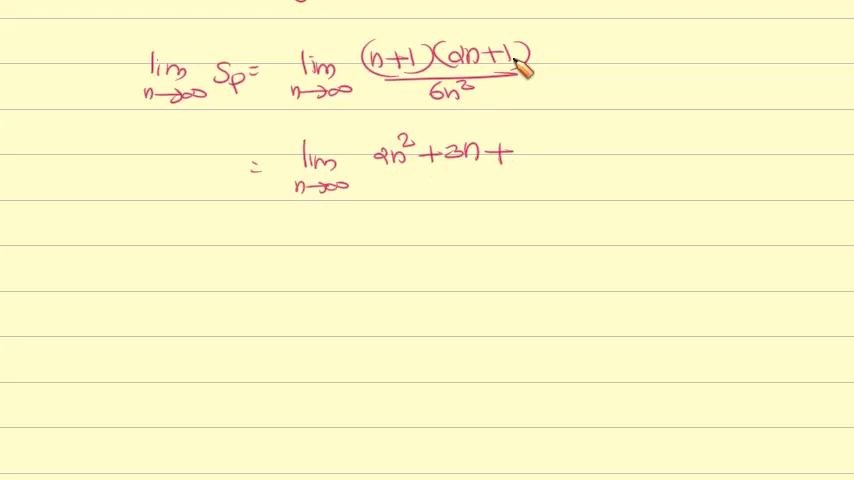 lim n→∞ Sp = lim n→∞ (n+1)(2n+1) / 6n²
= lim n→∞ 2n² + 3n +